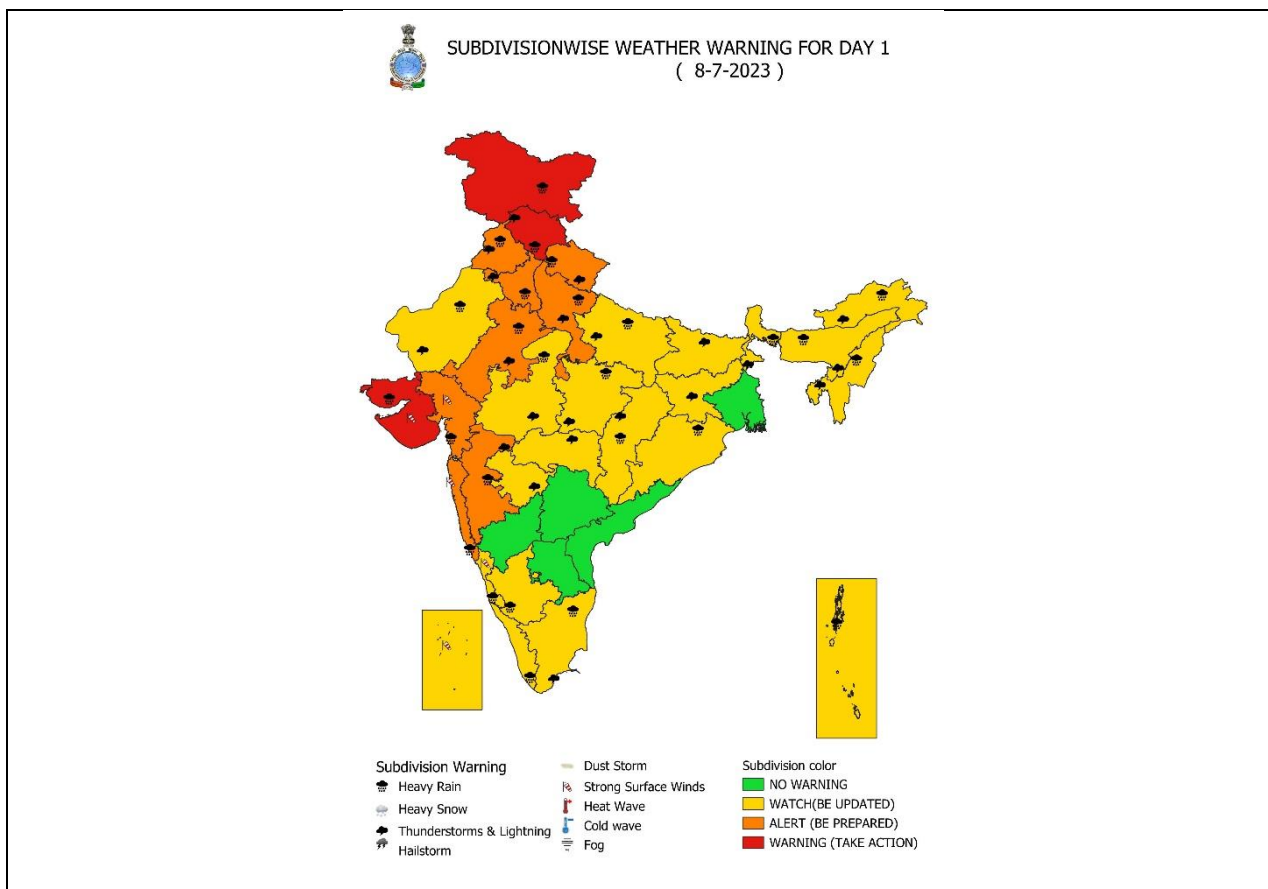 SUBDIVISIONWISE WEATHER WARNING FOR DAY 1
( 8-7-2023 )
Subdivision Warning
Heavy Rain
Heavy Snow
Thunderstorms & Lightning
Hailstorm
Dust Storm
Strong Surface Winds
Heat Wave
Cold wave
Fog
Subdivision color
NO WARNING
WATCH(BE UPDATED)
ALERT (BE PREPARED)
WARNING (TAKE ACTION)